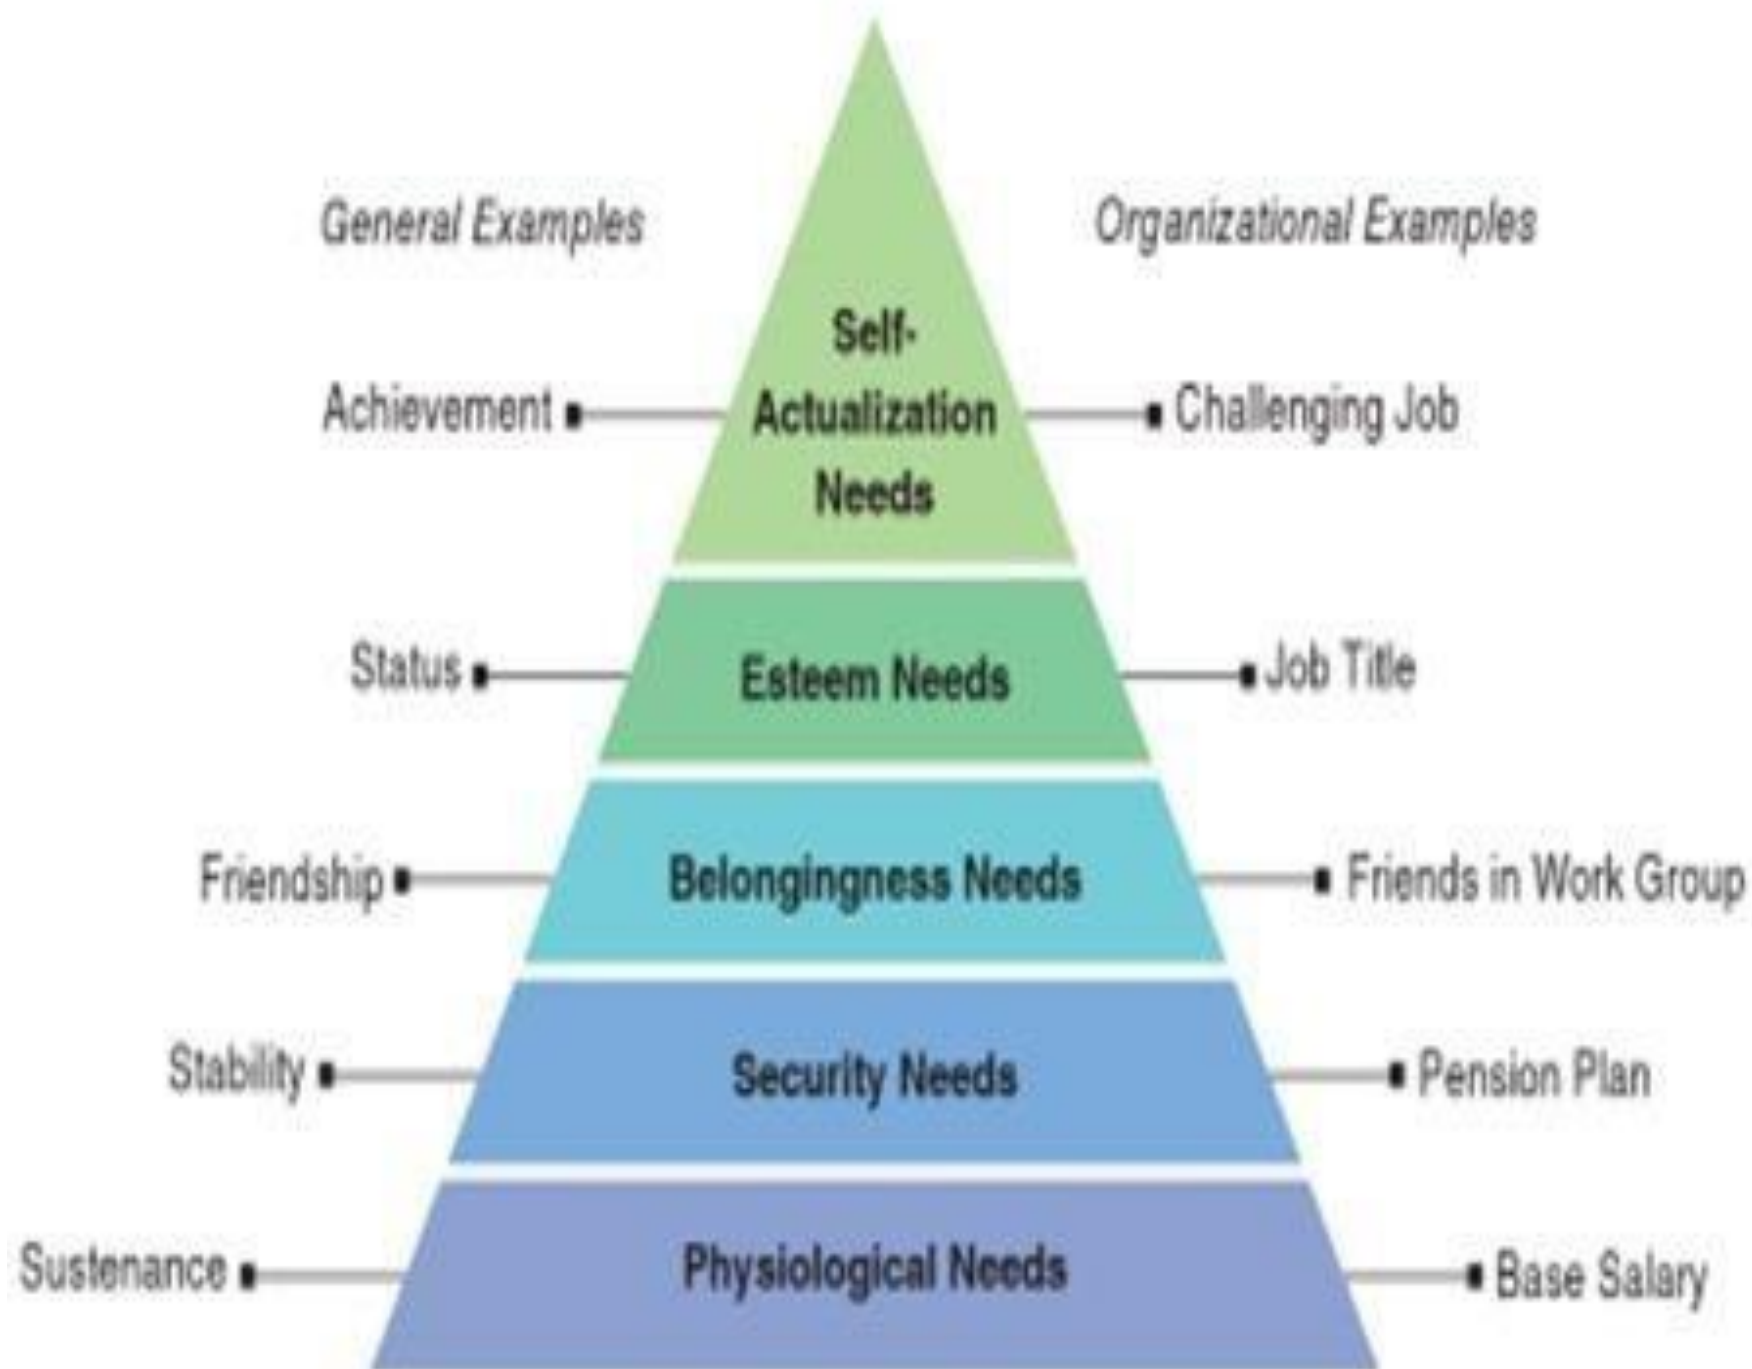 General Examples
Organizational Examples
Self-
Actualization
Needs
Achievement
Challenging Job
Status
Esteem Needs
Job Title
Friendship
Belongingness Needs
Friends in Work Group
Stability
Security Needs
Pension Plan
Sustenance
Physiological Needs
Base Salary